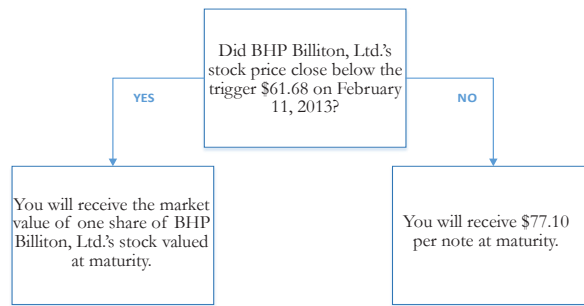 Did BHP Billiton, Ltd.'s
stock price close below the
trigger $61.68 on February
11, 2013?
YES
NO
You will receive the market
value of one share of BHP
Billiton, Ltd.'s stock valued
at maturity.
You will receive $77.10
per note at maturity.